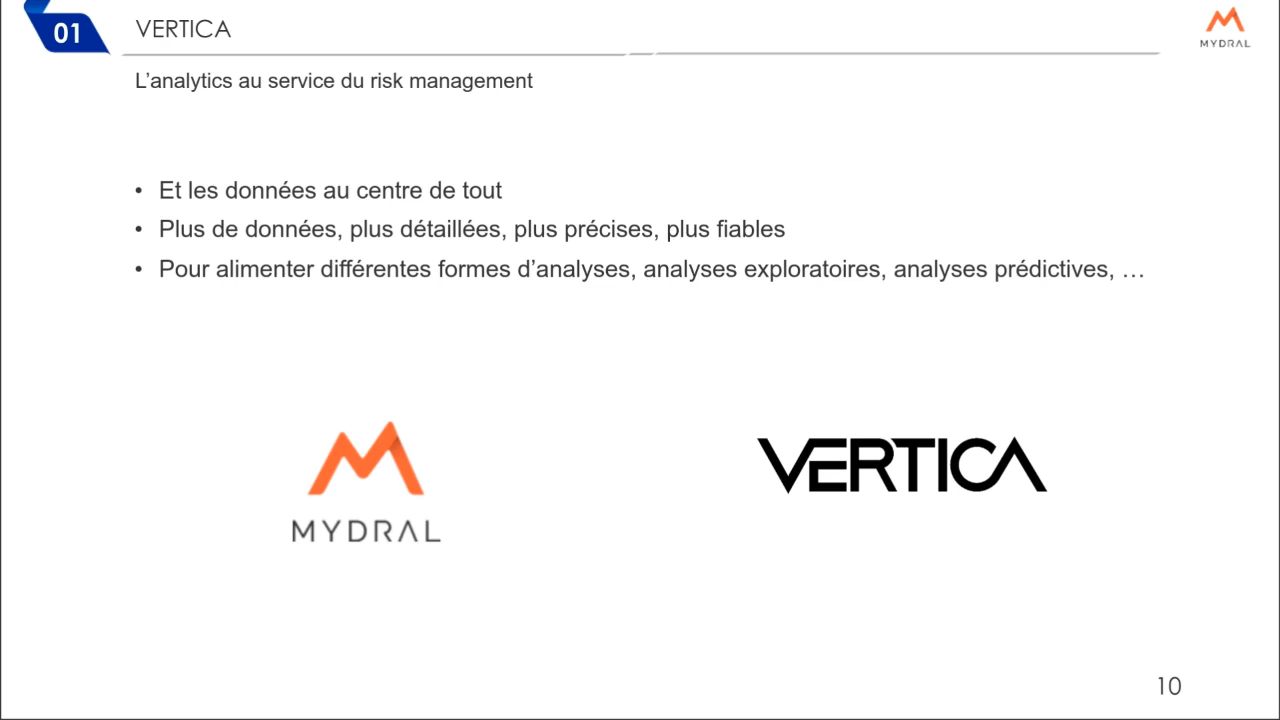 01
VERTICA
MYDRAL
L’analytics au service du risk management
• Et les données au centre de tout
• Plus de données, plus détaillées, plus précises, plus fiables
• Pour alimenter différentes formes d’analyses, analyses exploratoires, analyses prédictives, …
MYDRAL
VERTICA
10